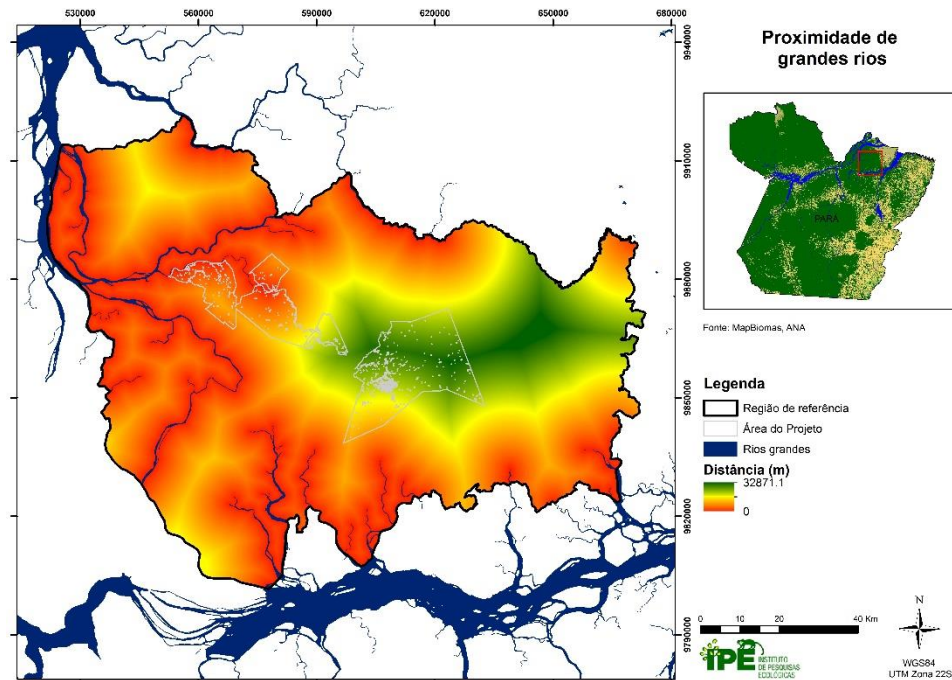 530000 560000 590000 620000 650000 680000
9940000
9910000
9880000
9850000
9820000
9790000
Proximidade de
grandes rios
PARÁ
Fonte: MapBiomas, ANA
Legenda
Região de referência
Área do Projeto
Rios grandes
Distância (m)
32871.1
0
0 5 10 20 30 40 Km
IPÊ
INSTITUTO
DE PESQUISAS
ECOLÓGICAS
N
WGS84
UTM Zona 22S